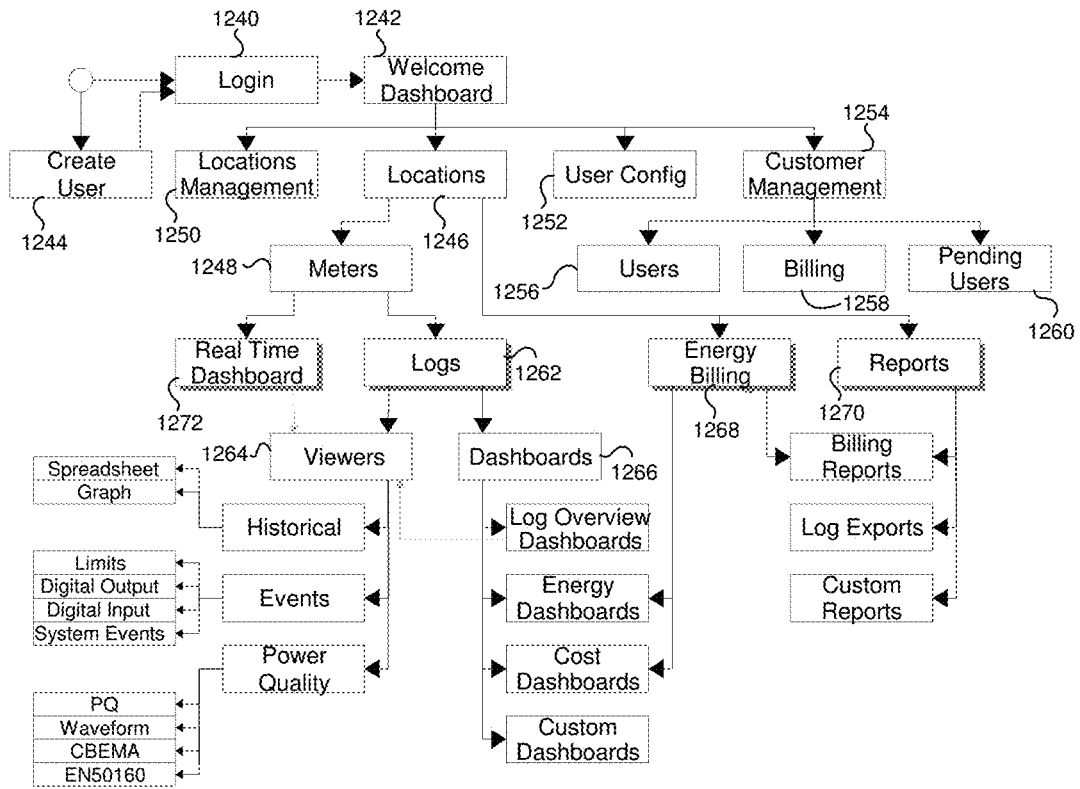 1240
1242
Login
Welcome
Dashboard
1254
Create
User
Locations
Management
Locations
User Config
Customer
Management
1244
1250
1246
1252
1248
Meters
Users
Billing
Pending
Users
1256
1258
1260
Real Time
Dashboard
Logs
1262
Energy
Billing
Reports
1272
1268
1270
1264
Viewers
Dashboards
1266
Billing
Reports
Spreadsheet
Graph
Historical
Log Overview
Dashboards
Log Exports
Limits
Digital Output
Digital Input
System Events
Events
Energy
Dashboards
Custom
Reports
Power
Quality
Cost
Dashboards
PQ
Waveform
CBEMA
EN50160
Custom
Dashboards